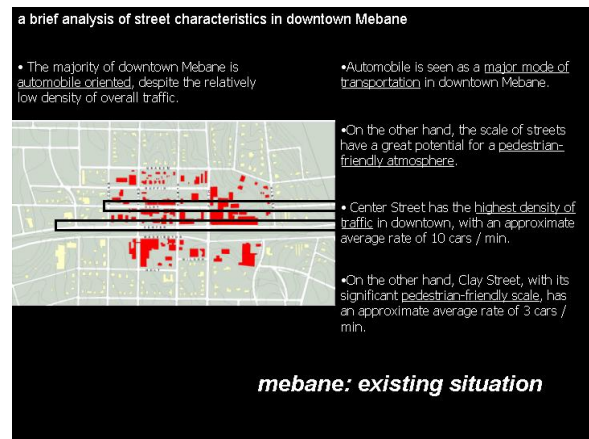 a brief analysis of street characteristics in downtown Mebane
• The majority of downtown Mebane is
automobile oriented, despite the relatively
low density of overall traffic.
•Automobile is seen as a major mode of
transportation in downtown Mebane.
•On the other hand, the scale of streets
have a great potential for a pedestrian-
friendly atmosphere.
• Center Street has the highest density of
traffic in downtown, with an approximate
average rate of 10 cars / min.
•On the other hand, Clay Street, with its
significant pedestrian-friendly scale, has
an approximate average rate of 3 cars /
min.
mebane: existing situation